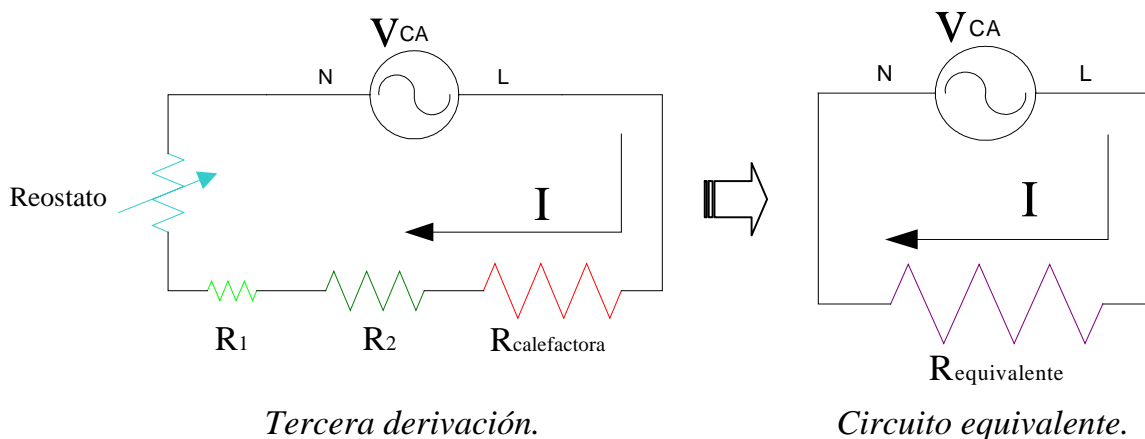 VCA
N
L
Reostato
I
R1
R2
Rcalefactora
Tercera derivación.
VCA
N
L
I
Requivalente
Circuito equivalente.